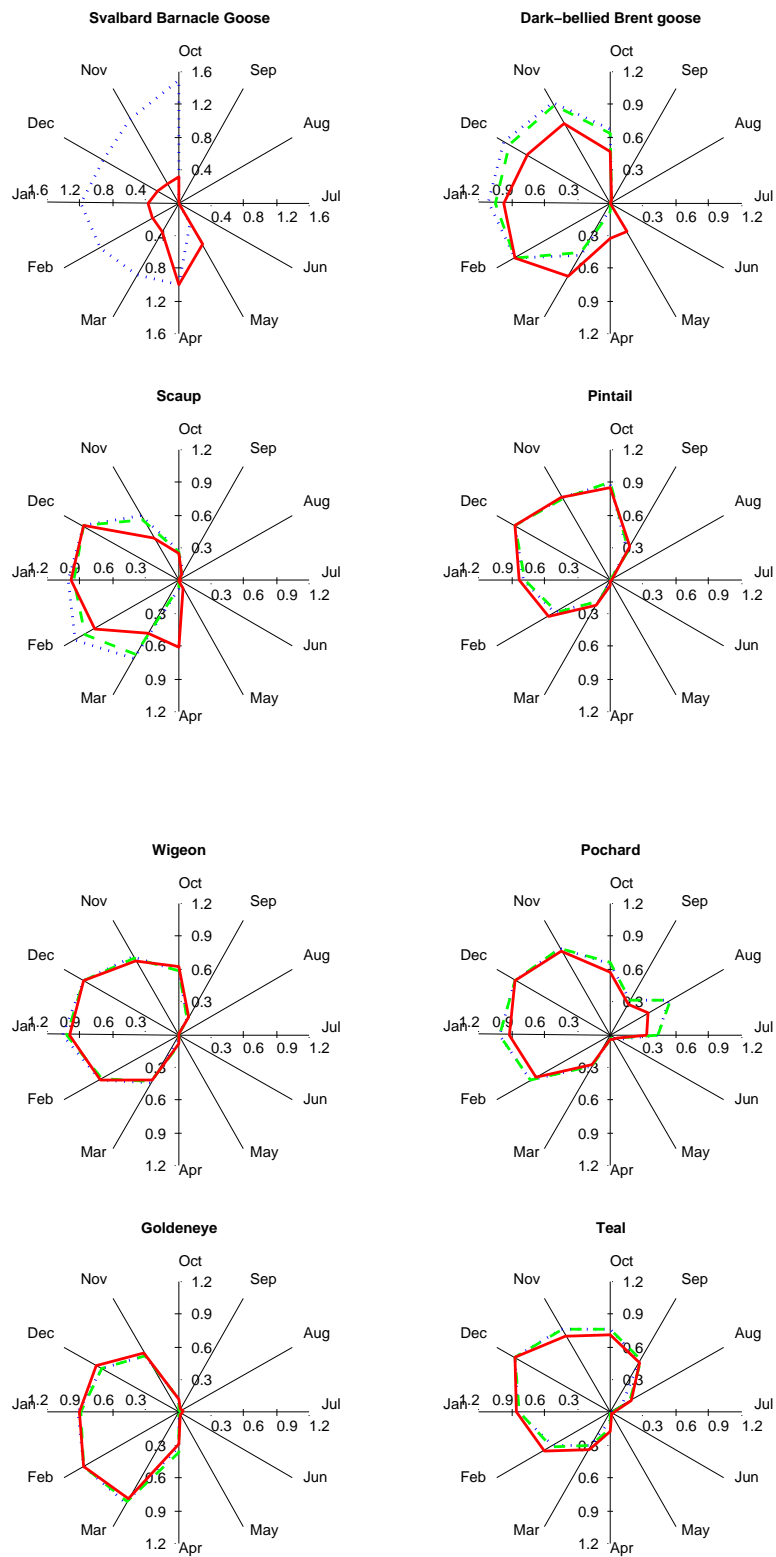 Svalbard Barnacle Goose
Oct
Nov 1.6 Sep
1.2
Dec 0.8 Aug
0.4
Jan 1.6 1.2 0.8 0.4 Jul
0.4 0.8 1.2 1.6
0.4
Feb 0.8 Jun
1.2
Mar May
1.6
Apr
Dark−bellied Brent goose
Oct
Nov 1.2 Sep
0.9
Dec 0.6 Aug
0.3
Jan 1.2 0.9 0.6 0.3 Jul
0.3 0.6 0.9 1.2
0.3
Feb 0.6 Jun
0.9
Mar May
1.2
Apr
Scaup
Oct
Nov 1.2 Sep
0.9
Dec 0.6 Aug
0.3
Jan 1.2 0.9 0.6 0.3 Jul
0.3 0.6 0.9 1.2
0.3
Feb 0.6 Jun
0.9
Mar May
1.2
Apr
Pintail
Oct
Nov 1.2 Sep
0.9
Dec 0.6 Aug
0.3
Jan 1.2 0.9 0.6 0.3 Jul
0.3 0.6 0.9 1.2
0.3
Feb 0.6 Jun
0.9
Mar May
1.2
Apr
Wigeon
Oct
Nov 1.2 Sep
0.9
Dec 0.6 Aug
0.3
Jan 1.2 0.9 0.6 0.3 Jul
0.3 0.6 0.9 1.2
0.3
Feb 0.6 Jun
0.9
Mar May
1.2
Apr
Pochard
Oct
Nov 1.2 Sep
0.9
Dec 0.6 Aug
0.3
Jan 1.2 0.9 0.6 0.3 Jul
0.3 0.6 0.9 1.2
0.3
Feb 0.6 Jun
0.9
Mar May
1.2
Apr
Goldeneye
Oct
Nov 1.2 Sep
0.9
Dec 0.6 Aug
0.3
Jan 1.2 0.9 0.6 0.3 Jul
0.3 0.6 0.9 1.2
0.3
Feb 0.6 Jun
0.9
Mar May
1.2
Apr
Teal
Oct
Nov 1.2 Sep
0.9
Dec 0.6 Aug
0.3
Jan 1.2 0.9 0.6 0.3 Jul
0.3 0.6 0.9 1.2
0.3
Feb 0.6 Jun
0.9
Mar May
1.2
Apr